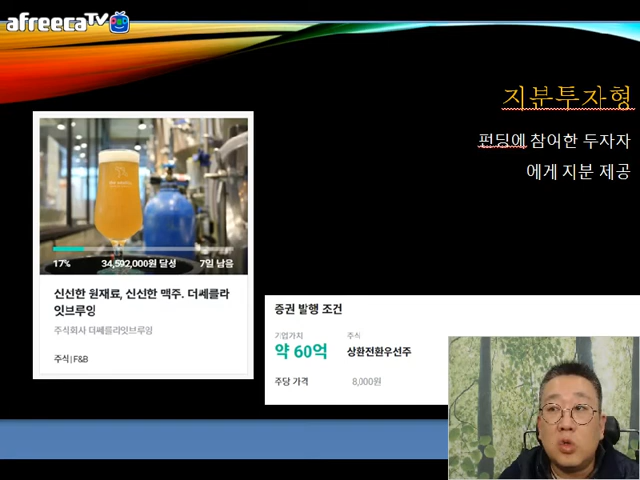 afreecaTV
지분투자형
펀딩에 참여한 투자자
에게 지분 제공
17% 34,592,000원 달성 7일 남음
신신한 원재료, 신신한 맥주. 더쎄를라
잇브루잉
주식회사 더쎄를라잇브루잉
주식 | F&B
증권 발행 조건
기업가치 주식
약 60억 상환전환우선주
주당 가격 8,000원